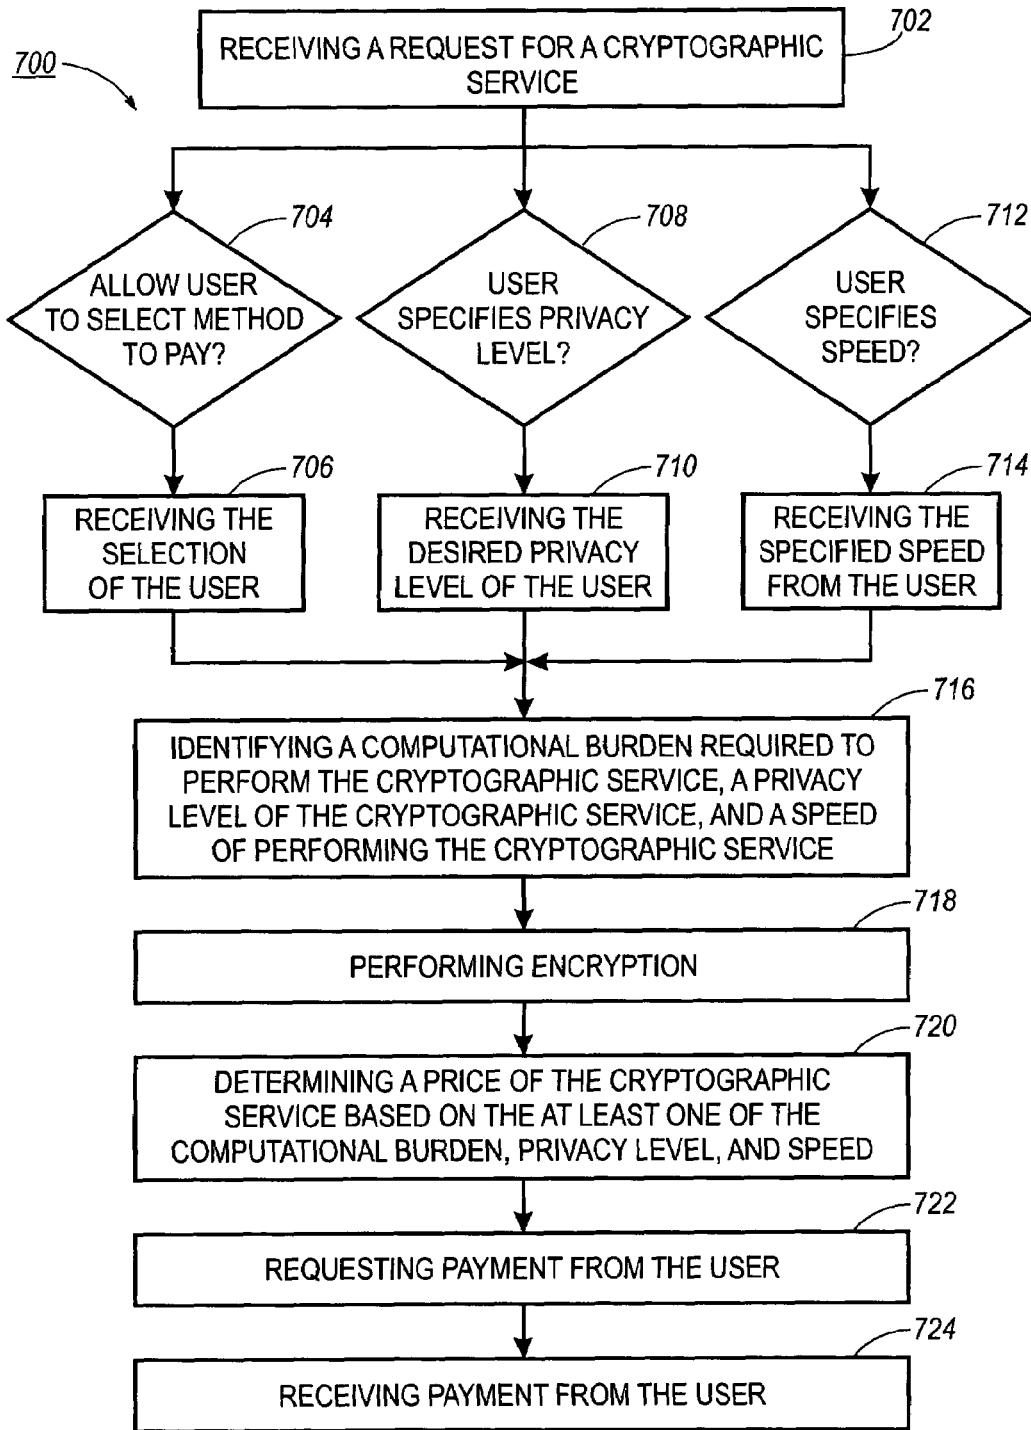 700
702
RECEIVING A REQUEST FOR A CRYPTOGRAPHIC
SERVICE
704
ALLOW USER
TO SELECT METHOD
TO PAY?
708
USER
SPECIFIES PRIVACY
LEVEL?
712
USER
SPECIFIES
SPEED?
706
RECEIVING THE
SELECTION
OF THE USER
710
RECEIVING THE
DESIRED PRIVACY
LEVEL OF THE USER
714
RECEIVING THE
SPECIFIED SPEED
FROM THE USER
716
IDENTIFYING A COMPUTATIONAL BURDEN REQUIRED TO
PERFORM THE CRYPTOGRAPHIC SERVICE, A PRIVACY
LEVEL OF THE CRYPTOGRAPHIC SERVICE, AND A SPEED
OF PERFORMING THE CRYPTOGRAPHIC SERVICE
718
PERFORMING ENCRYPTION
720
DETERMINING A PRICE OF THE CRYPTOGRAPHIC
SERVICE BASED ON THE AT LEAST ONE OF THE
COMPUTATIONAL BURDEN, PRIVACY LEVEL, AND SPEED
722
REQUESTING PAYMENT FROM THE USER
724
RECEIVING PAYMENT FROM THE USER